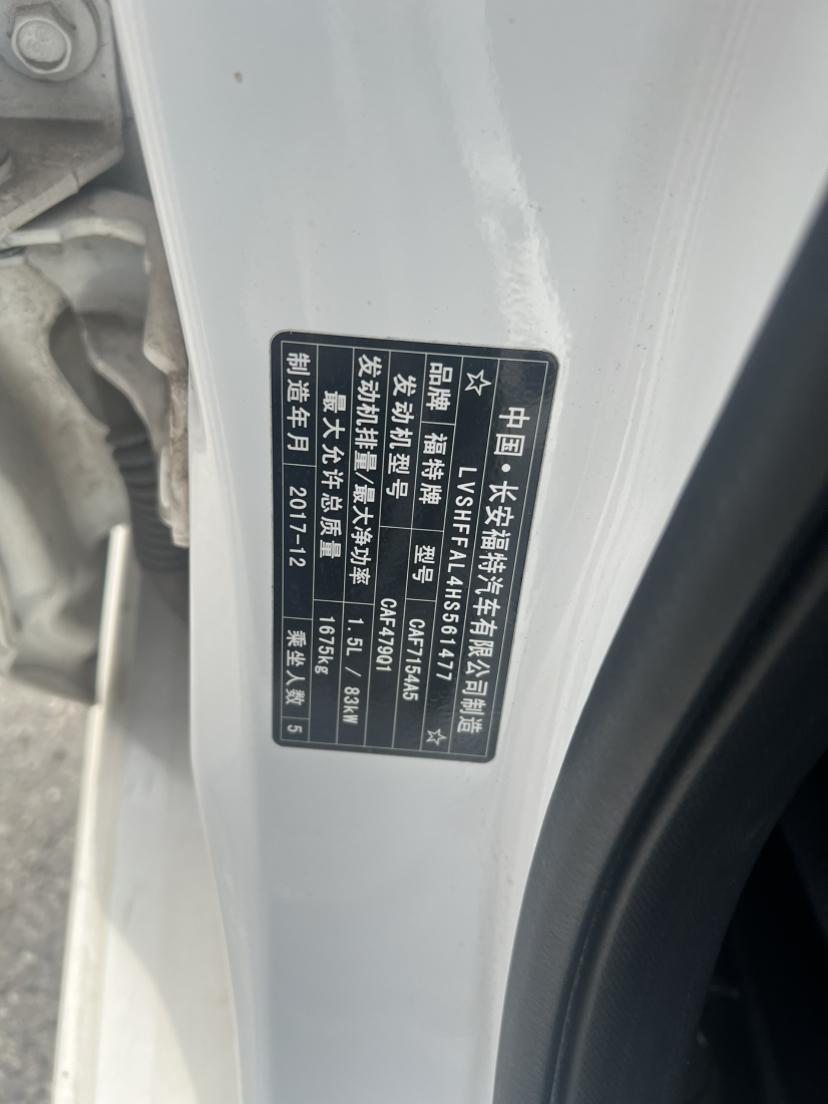 中国·长安福特汽车有限公司制造
☆ LVSHFFAL4HS561477 ☆
品牌 福特牌 型号 CAF7154A5
发动机型号 CAF479Q1
发动机排量/最大净功率 1.5L / 83kW
最大允许总质量 1675kg
制造年月 2017-12 乘坐人数 5